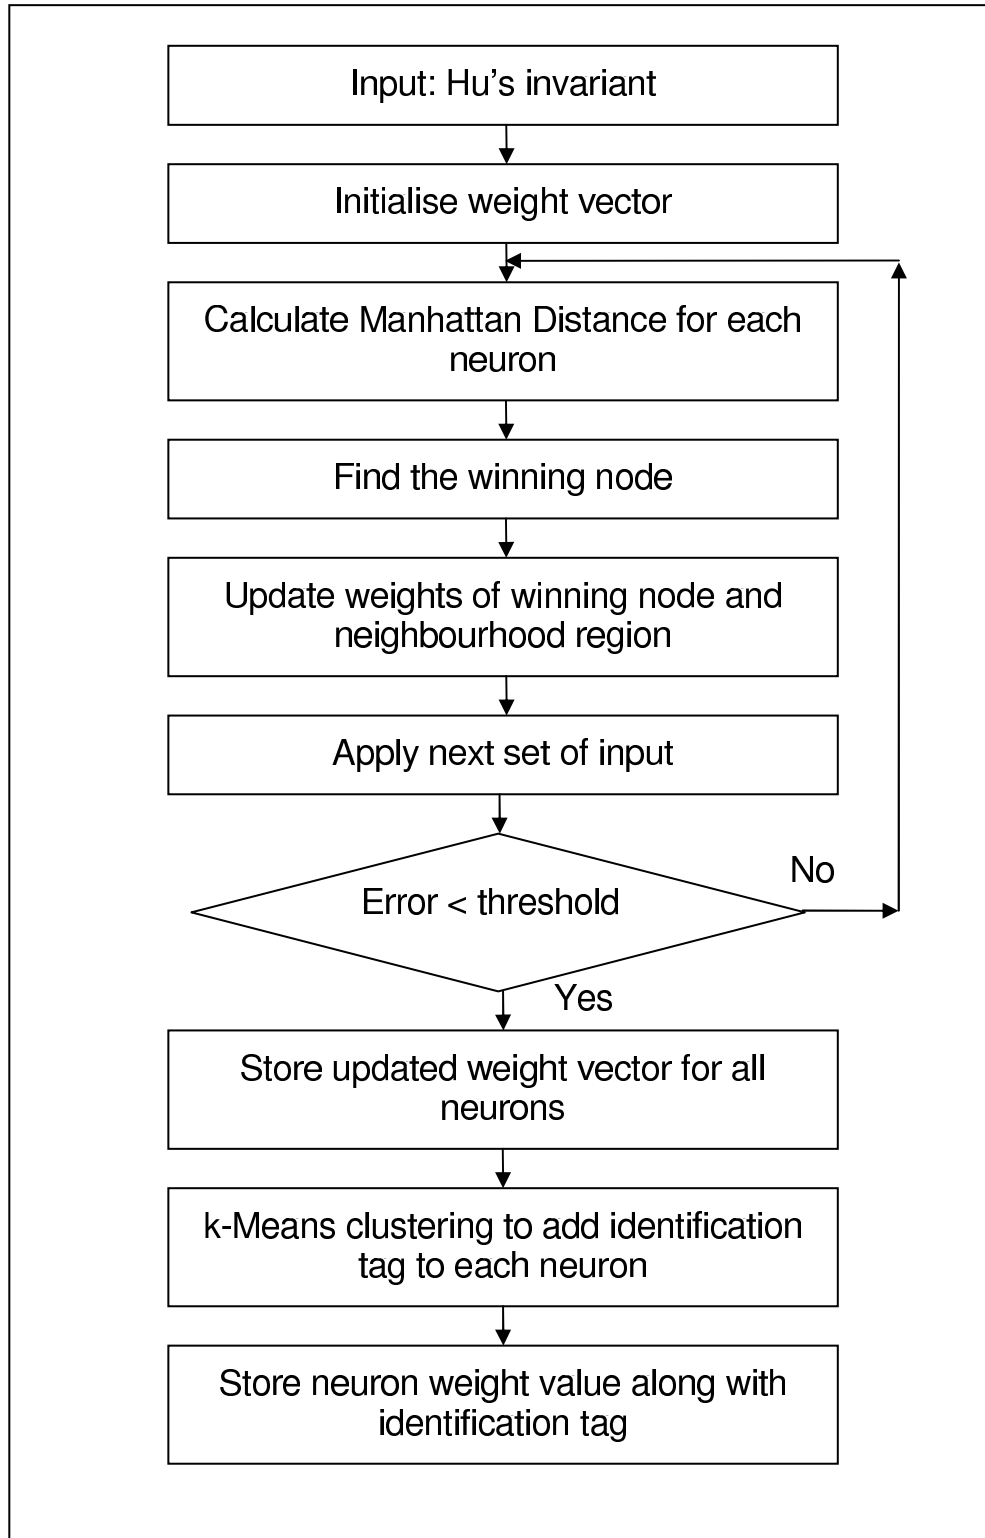 Input: Hu's invariant
Initialise weight vector
Calculate Manhattan Distance for each
neuron
Find the winning node
Update weights of winning node and
neighbourhood region
Apply next set of input
No
Error < threshold
Yes
Store updated weight vector for all
neurons
k-Means clustering to add identification
tag to each neuron
Store neuron weight value along with
identification tag